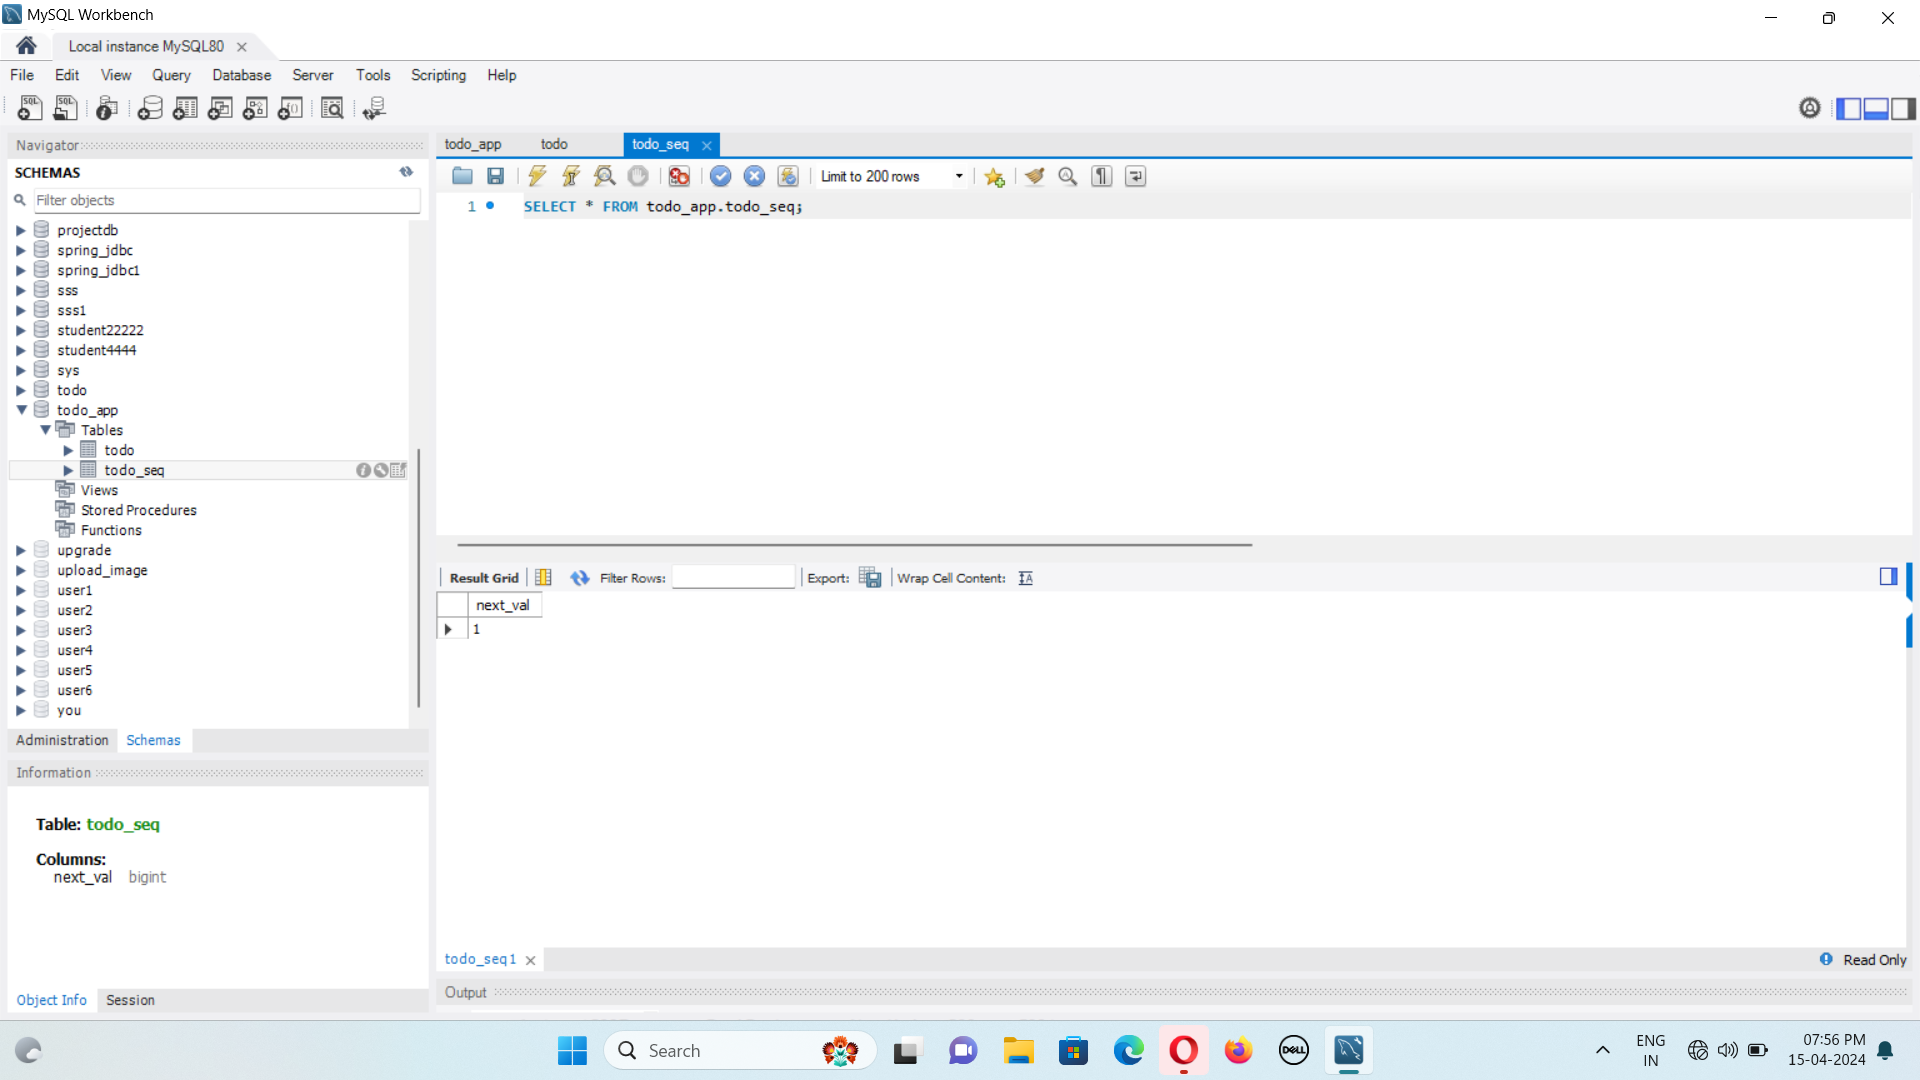 MySQL Workbench
Local instance MySQL80
File Edit View Query Database Server Tools Scripting Help
Navigator
SCHEMAS
Filter objects
projectdb
spring_jdbc
spring_jdbc1
sss
sss1
student22222
student4444
sys
todo
todo_app
Tables
todo
todo_seq
Views
Stored Procedures
Functions
upgrade
upload_image
user1
user2
user3
user4
user5
user6
you
Administration Schemas
Information
Table: todo_seq
Columns:
next_val bigint
Object Info Session
todo_app todo todo_seq
Limit to 200 rows
1 SELECT * FROM todo_app.todo_seq;
Result Grid Filter Rows: Export: Wrap Cell Content:
next_val
1
todo_seq1
Read Only
Output
Search
DELL
ENG
IN
07:56 PM
15-04-2024